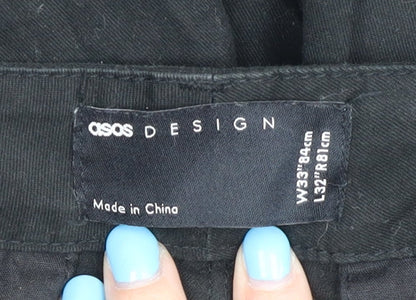 asos DESIGN
Made in China
W33"84cm
L32"R81cm